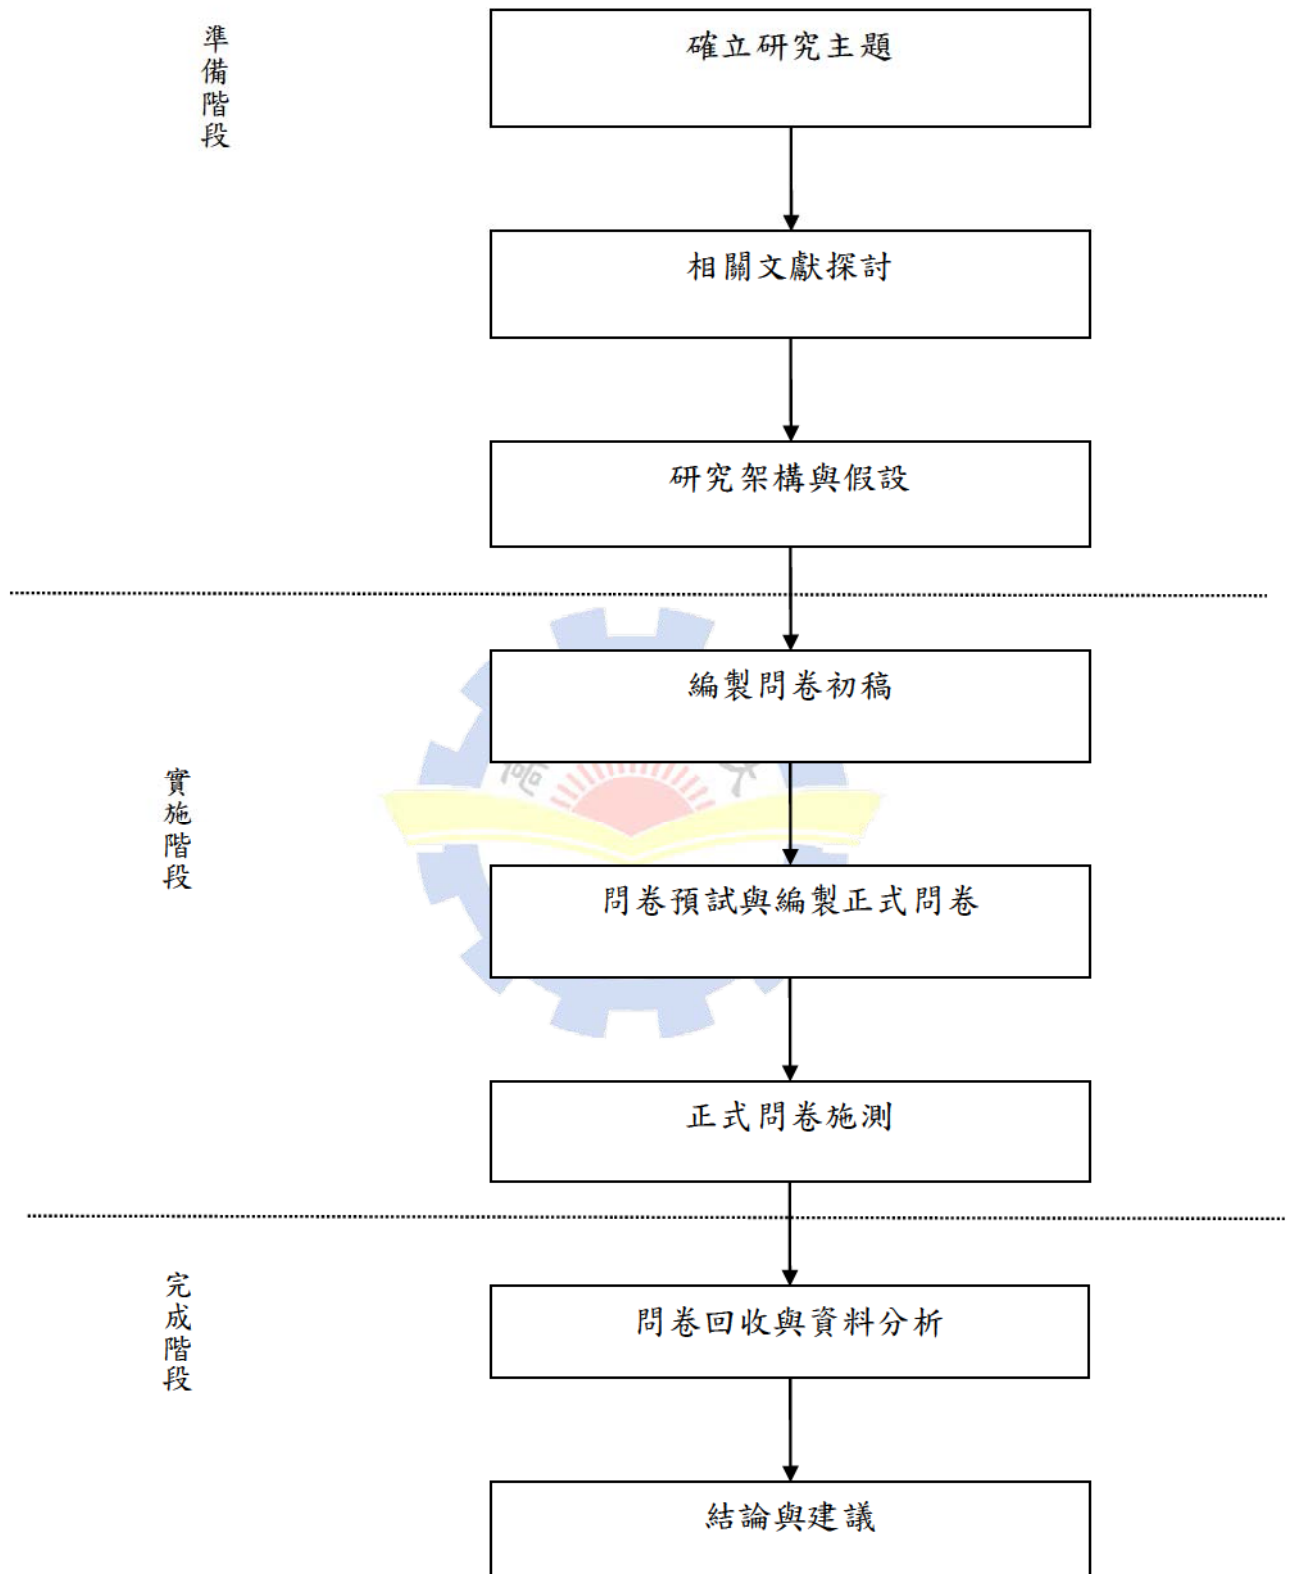 準備階段
確立研究主題
相關文獻探討
研究架構與假設
實施階段
編製問卷初稿
問卷預試與編製正式問卷
正式問卷施測
完成階段
問卷回收與資料分析
結論與建議